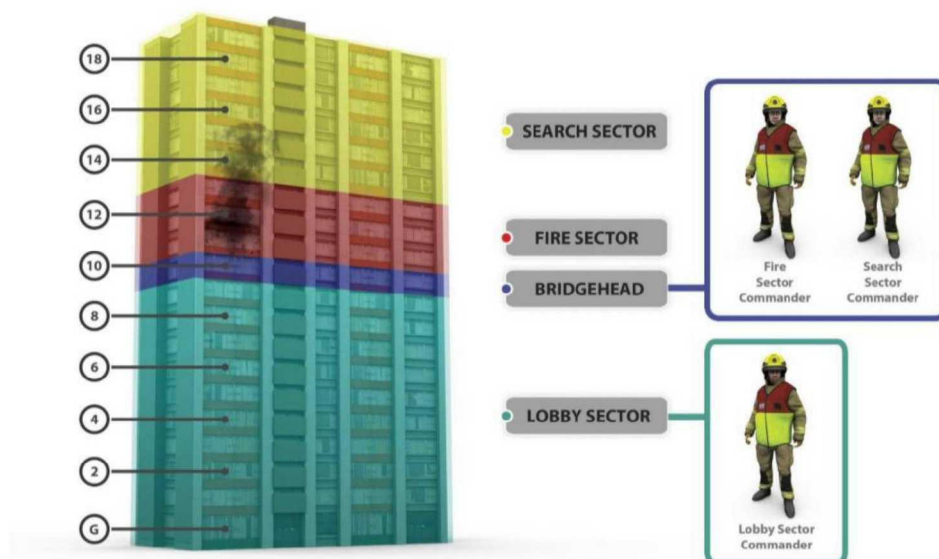 18
16
14
12
10
8
6
4
2
G
SEARCH SECTOR
FIRE SECTOR
BRIDGEHEAD
LOBBY SECTOR
Fire
Sector
Commander
Search
Sector
Commander
Lobby Sector
Commander